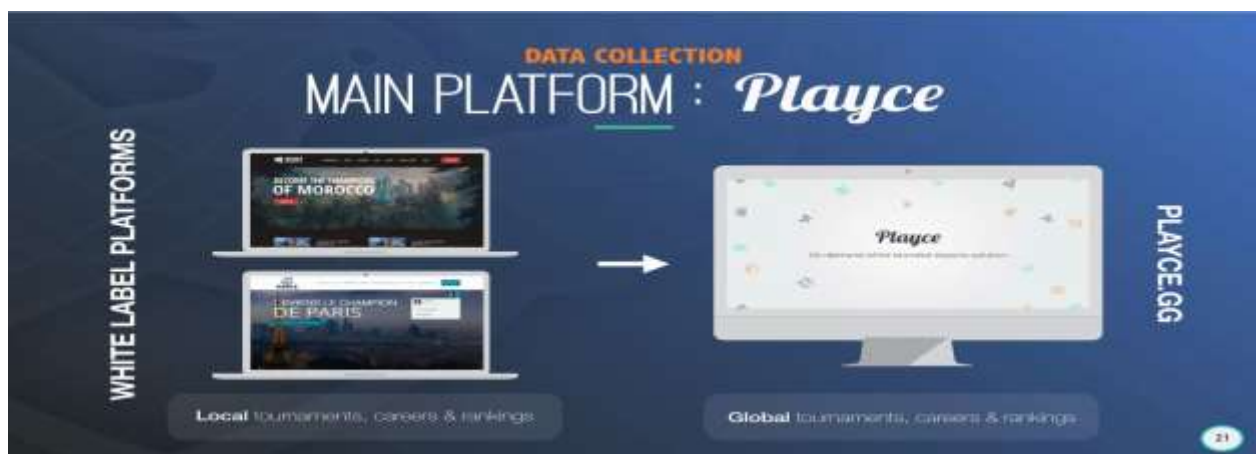 DATA COLLECTION
MAIN PLATFORM : Playce
WHITE LABEL PLATFORMS
BECOME THE CHAMPIONS
OF MOROCCO
DEVENEZ LE CHAMPION
DE PARIS
Local tournaments, careers & rankings
Playce
PLAYCE.GG
Global tournaments, careers & rankings
21